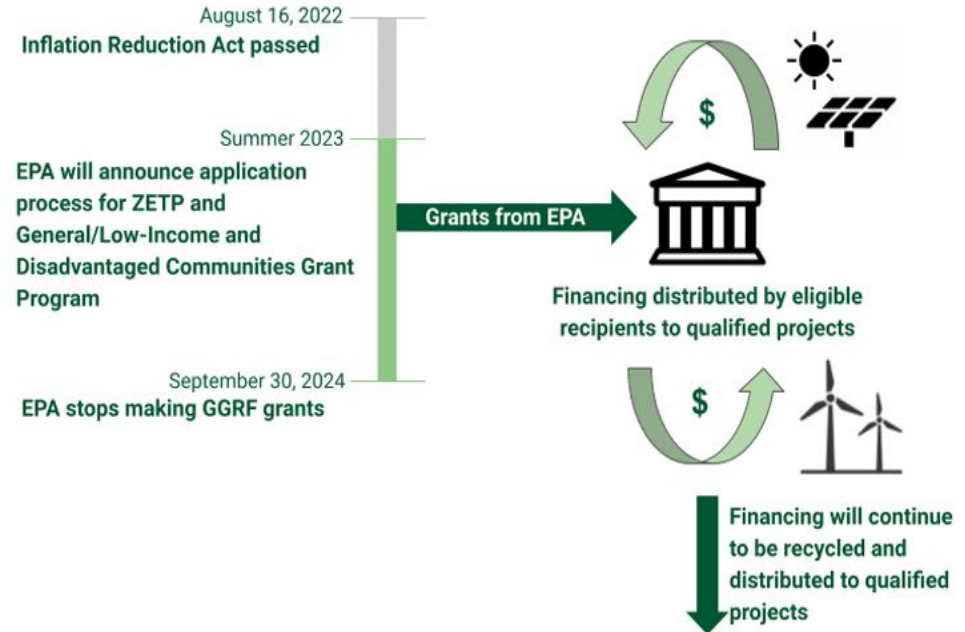 August 16, 2022
Inflation Reduction Act passed
Summer 2023
EPA will announce application
process for ZETP and
General/Low-Income and
Disadvantaged Communities Grant
Program
September 30, 2024
EPA stops making GGRF grants
Grants from EPA
$
Financing distributed by eligible
recipients to qualified projects
$
Financing will continue
to be recycled and
distributed to qualified
projects